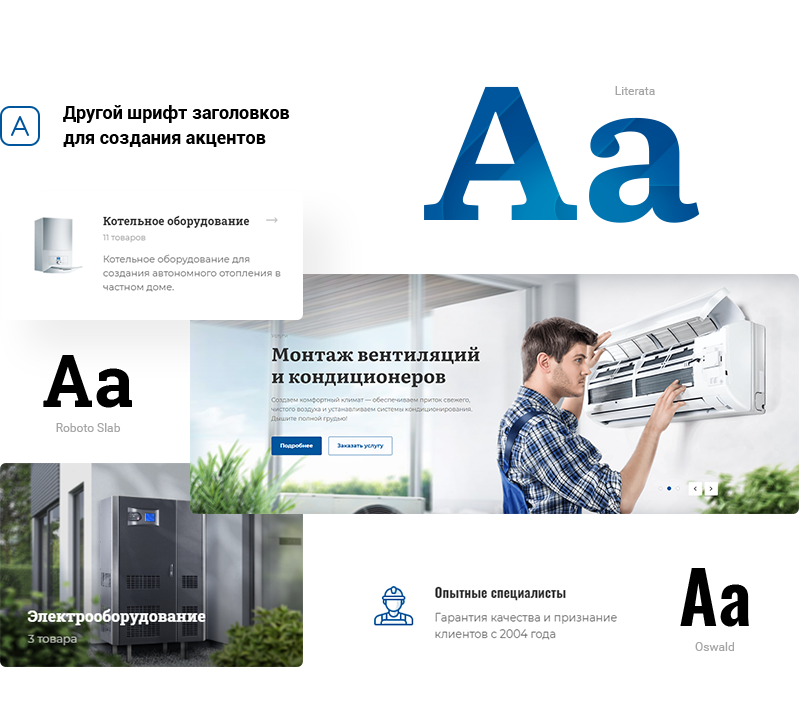 A
Другой шрифт заголовков
для создания акцентов
Aa
Literata
Котельное оборудование
11 товаров
Котельное оборудование для
создания автономного отопления в
частном доме.
Монтаж вентиляций
и кондиционеров
Создаем комфортный климат — обеспечиваем приток свежего,
чистого воздуха и устанавливаем системы кондиционирования.
Дышите полной грудью!
Подробнее
Заказать услугу
Aa
Roboto Slab
Электрооборудование
3 товара
Опытные специалисты
Гарантия качества и признание
клиентов с 2004 года
Aa
Oswald